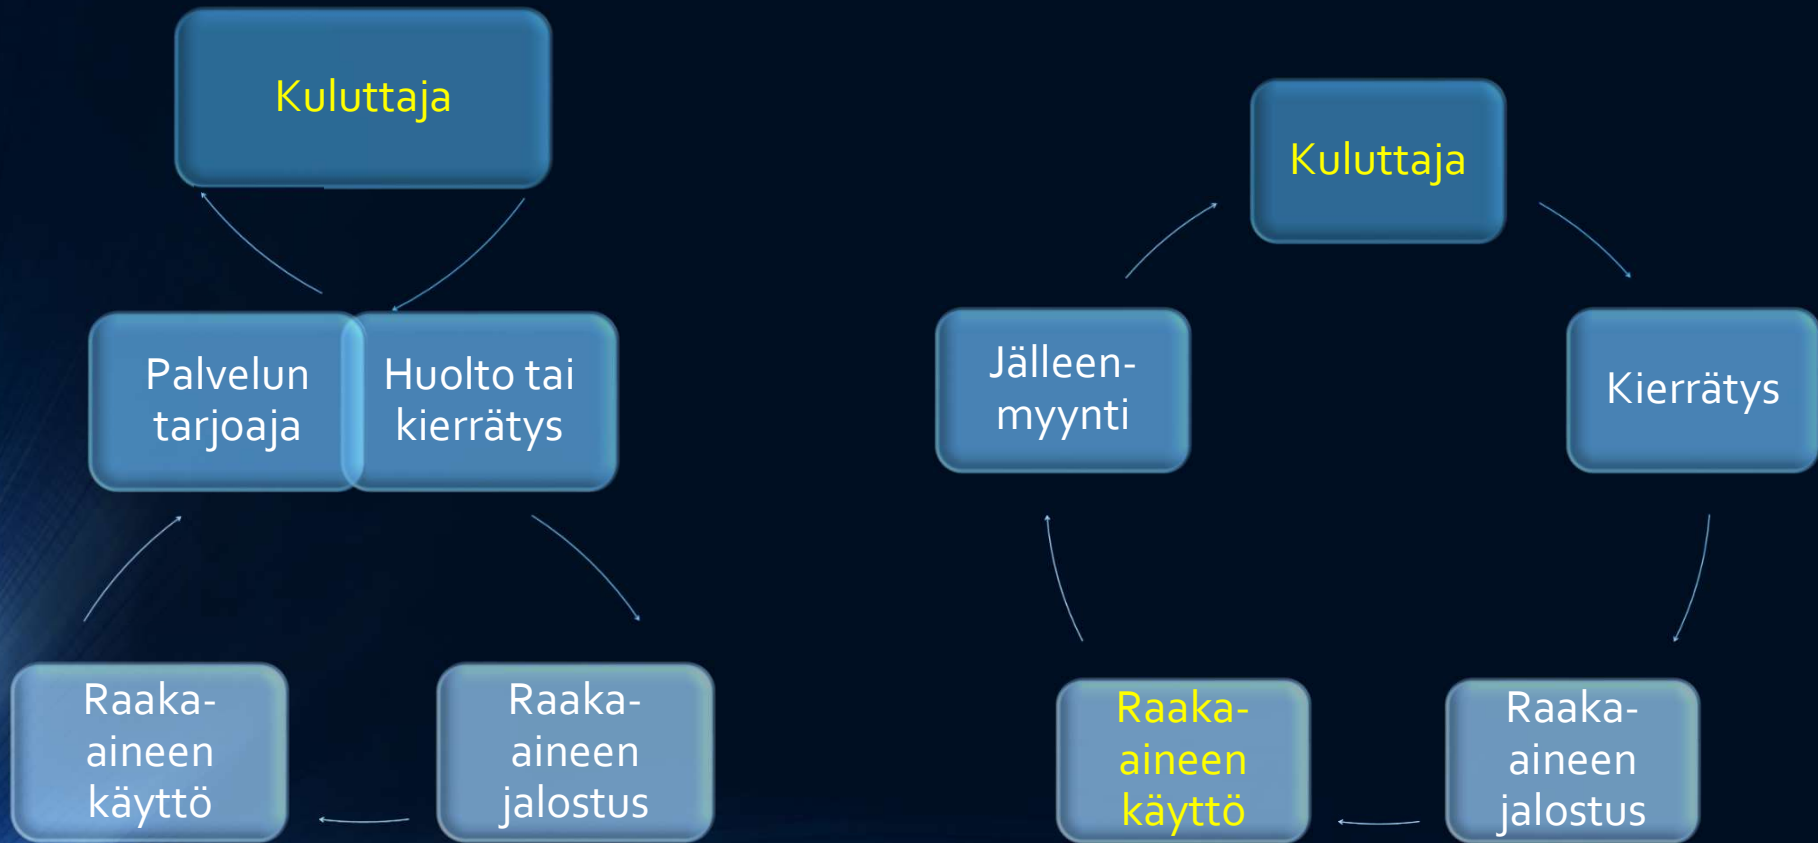 Kuluttaja
Palvelun
tarjoaja
Huolto tai
kierrätys
Raaka-
aineen
käyttö
Raaka-
aineen
jalostus
Kuluttaja
Jälleen-
myynti
Kierrätys
Raaka-
aineen
käyttö
Raaka-
aineen
jalostus